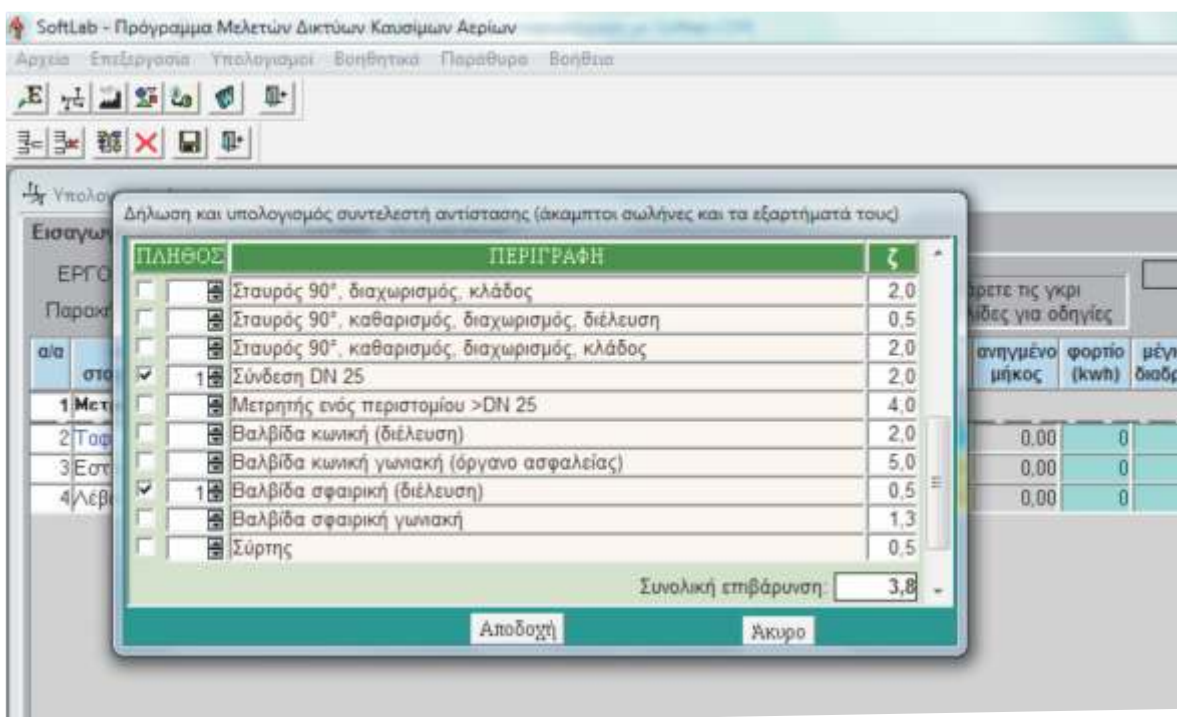 SoftLab - Πρόγραμμα Μελετών Δικτύων Καυσίμων Αερίων
Αρχεία Επεξεργασία Υπολογισμοί Βοηθητικά Παράθυρο Βοήθεια
Δήλωση και υπολογισμός συντελεστή αντίστασης (άκαμπτοι σωλήνες και τα εξαρτήματά τους)
ΠΛΗΘΟΣ ΠΕΡΙΓΡΑΦΗ ζ
Σταυρός 90°, διαχωρισμός, κλάδος 2,0
Σταυρός 90°, καθαρισμός, διαχωρισμός, διέλευση 0,5
Σταυρός 90°, καθαρισμός, διαχωρισμός, κλάδος 2,0
1 Σύνδεση DN 25 2,0
Μετρητής ενός περιστομίου >DN 25 4,0
Βαλβίδα κωνική (διέλευση) 2,0
Βαλβίδα κωνική γωνιακή (όργανο ασφαλείας) 5,0
1 Βαλβίδα σφαιρική (διέλευση) 0,5
Βαλβίδα σφαιρική γωνιακή 1,3
Σύρτης 0,5
Συνολική επιβάρυνση: 3,8
Αποδοχή Άκυρο
ΕΡΓΟ
α/α
1
2
3
4
γκρι
για οδηγίες
ανηγμένο μήκος φορτίο (kwh)
0,00 0
0,00 0
0,00 0